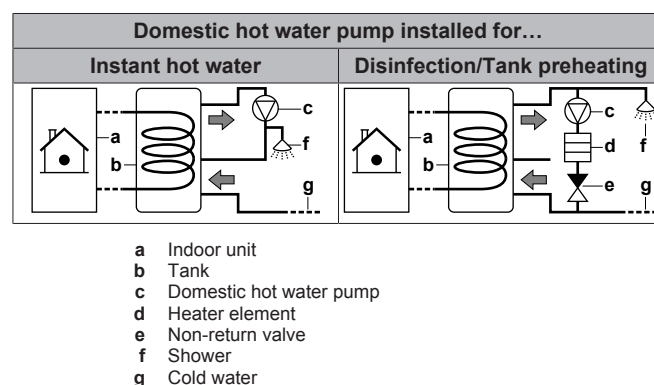 Domestic hot water pump installed for…
Instant hot water
Disinfection/Tank preheating
c
a
f
b
g
c
a
d
f
b
e
g
a Indoor unit
b Tank
c Domestic hot water pump
d Heater element
e Non-return valve
f Shower
g Cold water